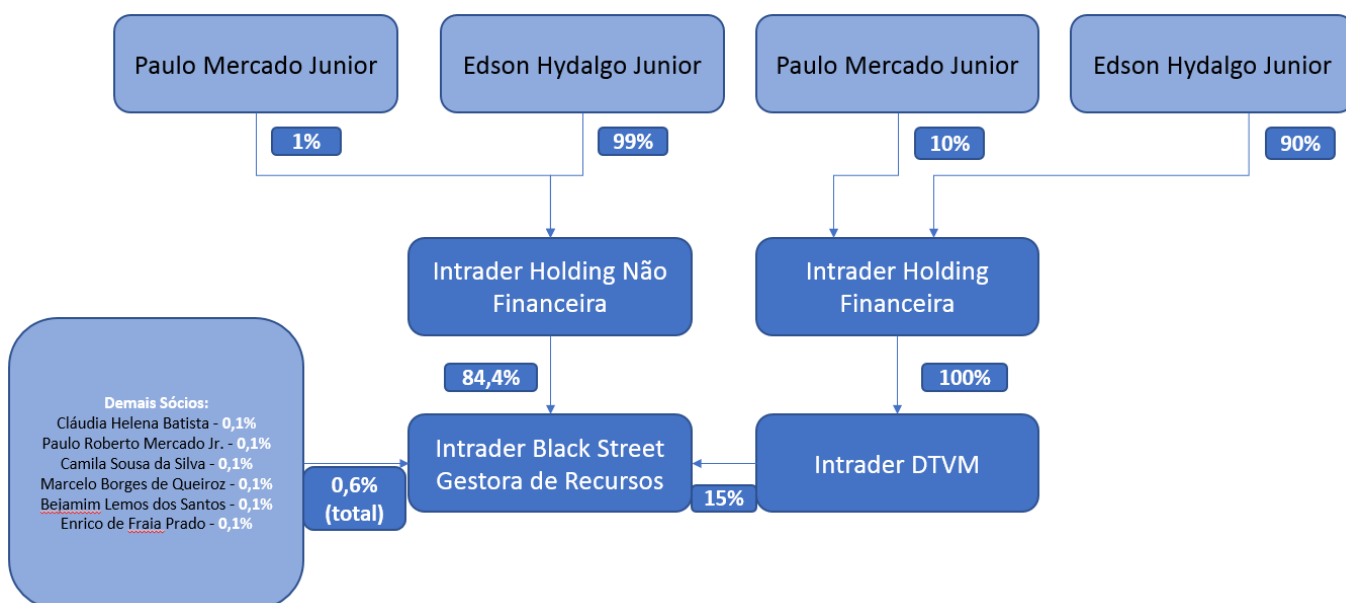 Paulo Mercado Junior
Edson Hydalgo Junior
Paulo Mercado Junior
Edson Hydalgo Junior
1%
99%
10%
90%
Intrader Holding Não
Financeira
Intrader Holding
Financeira
84,4%
100%
Demais Sócios:
Cláudia Helena Batista - 0,1%
Paulo Roberto Mercado Jr. - 0,1%
Camila Sousa da Silva - 0,1%
Marcelo Borges de Queiroz - 0,1%
Bejamim Lemos dos Santos - 0,1%
Enrico de Fraia Prado - 0,1%
0,6%
(total)
Intrader Black Street
Gestora de Recursos
15%
Intrader DTVM